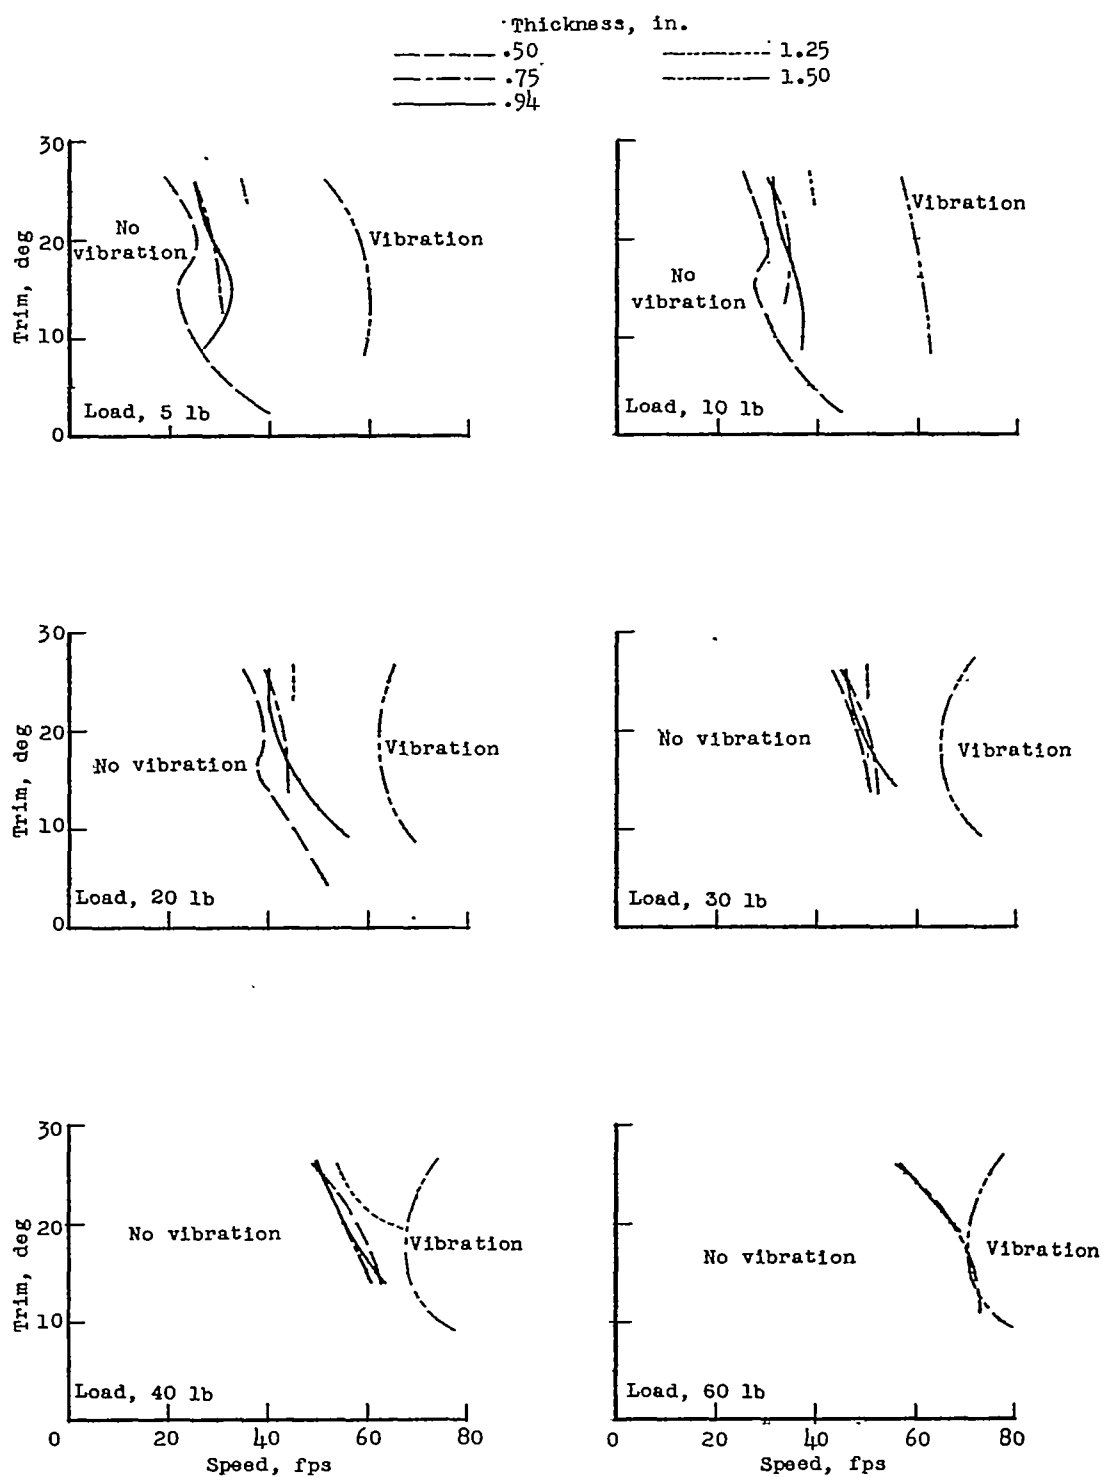 Thickness, in.
.50
1.25
.75
1.50
.94
30
20
10
0
Trim, deg
No
vibration
Vibration
Load, 5 lb
No
vibration
Vibration
Load, 10 lb
30
20
10
0
Trim, deg
No vibration
Vibration
Load, 20 lb
No vibration
Vibration
Load, 30 lb
30
20
10
Trim, deg
No vibration
Vibration
Load, 40 lb
0 20 40 60 80
Speed, fps
No vibration
Vibration
Load, 60 lb
0 20 40 60 80
Speed, fps